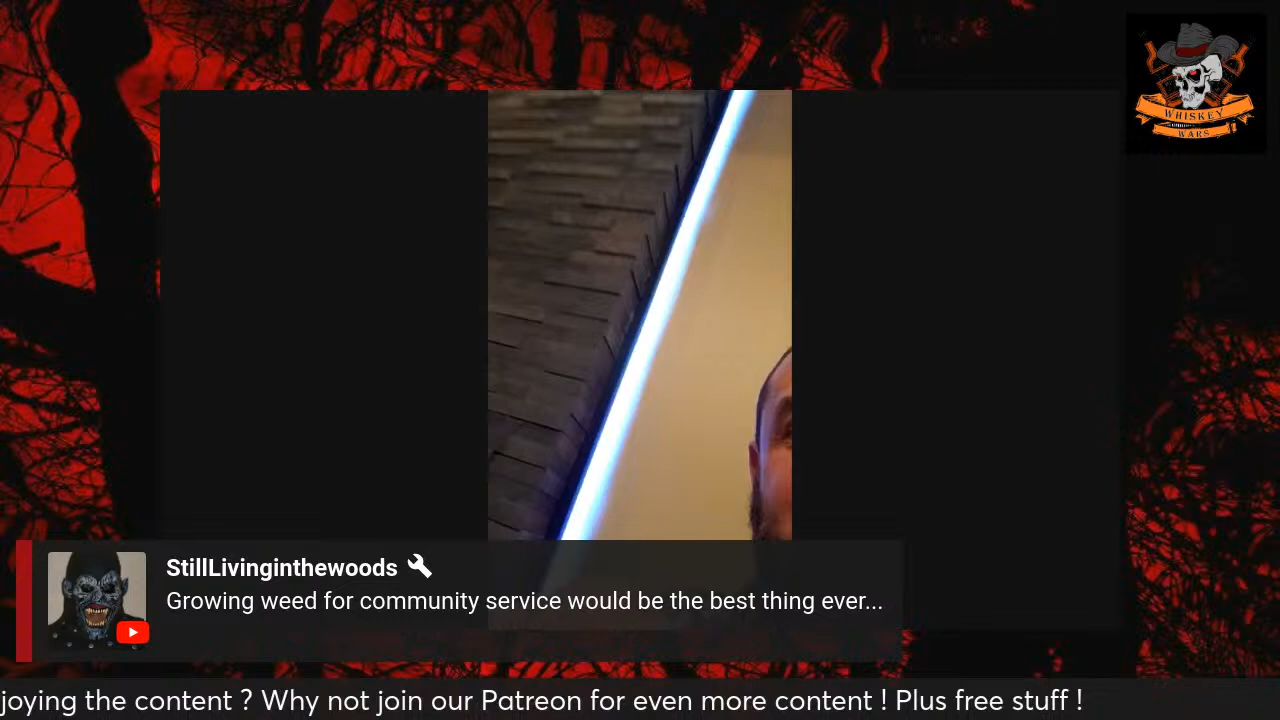 WHISKEY
WARS
StillLivinginthewoods
Growing weed for community service would be the best thing ever...
joying the content ? Why not join our Patreon for even more content ! Plus free stuff !